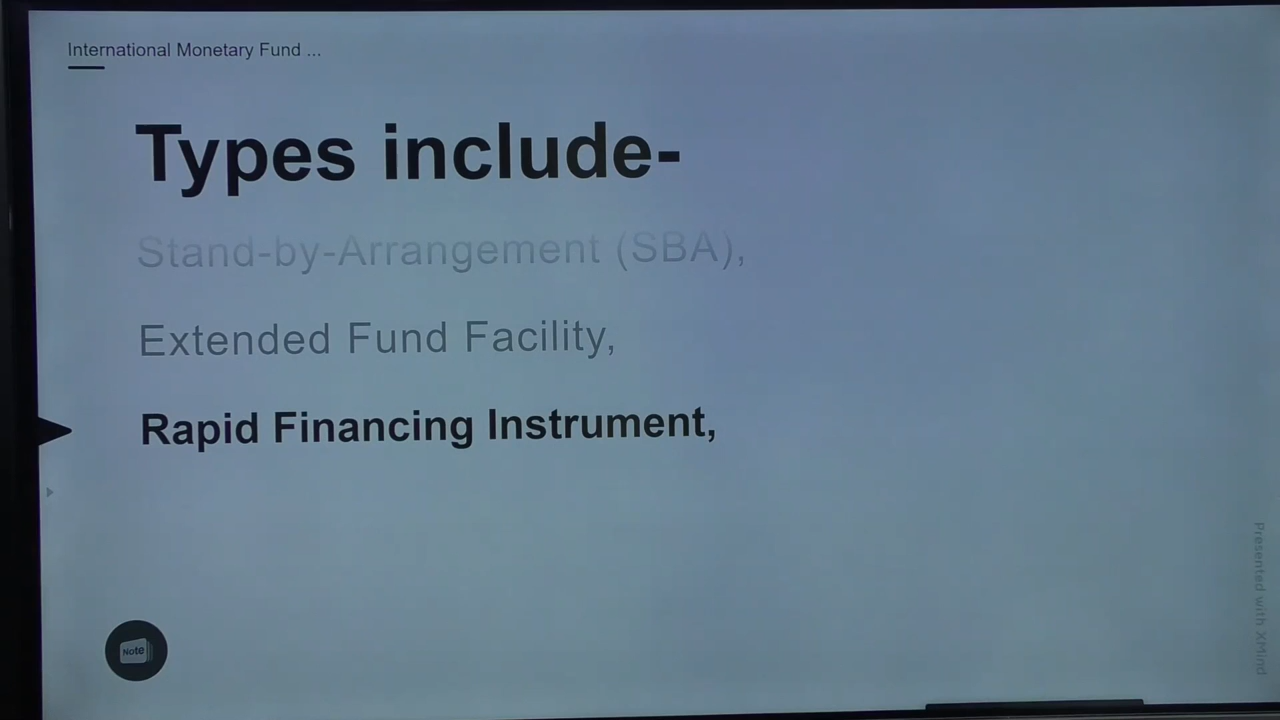 International Monetary Fund ...
Types include-
Stand-by-Arrangement (SBA),
Extended Fund Facility,
Rapid Financing Instrument,
Note
Presented with XMind